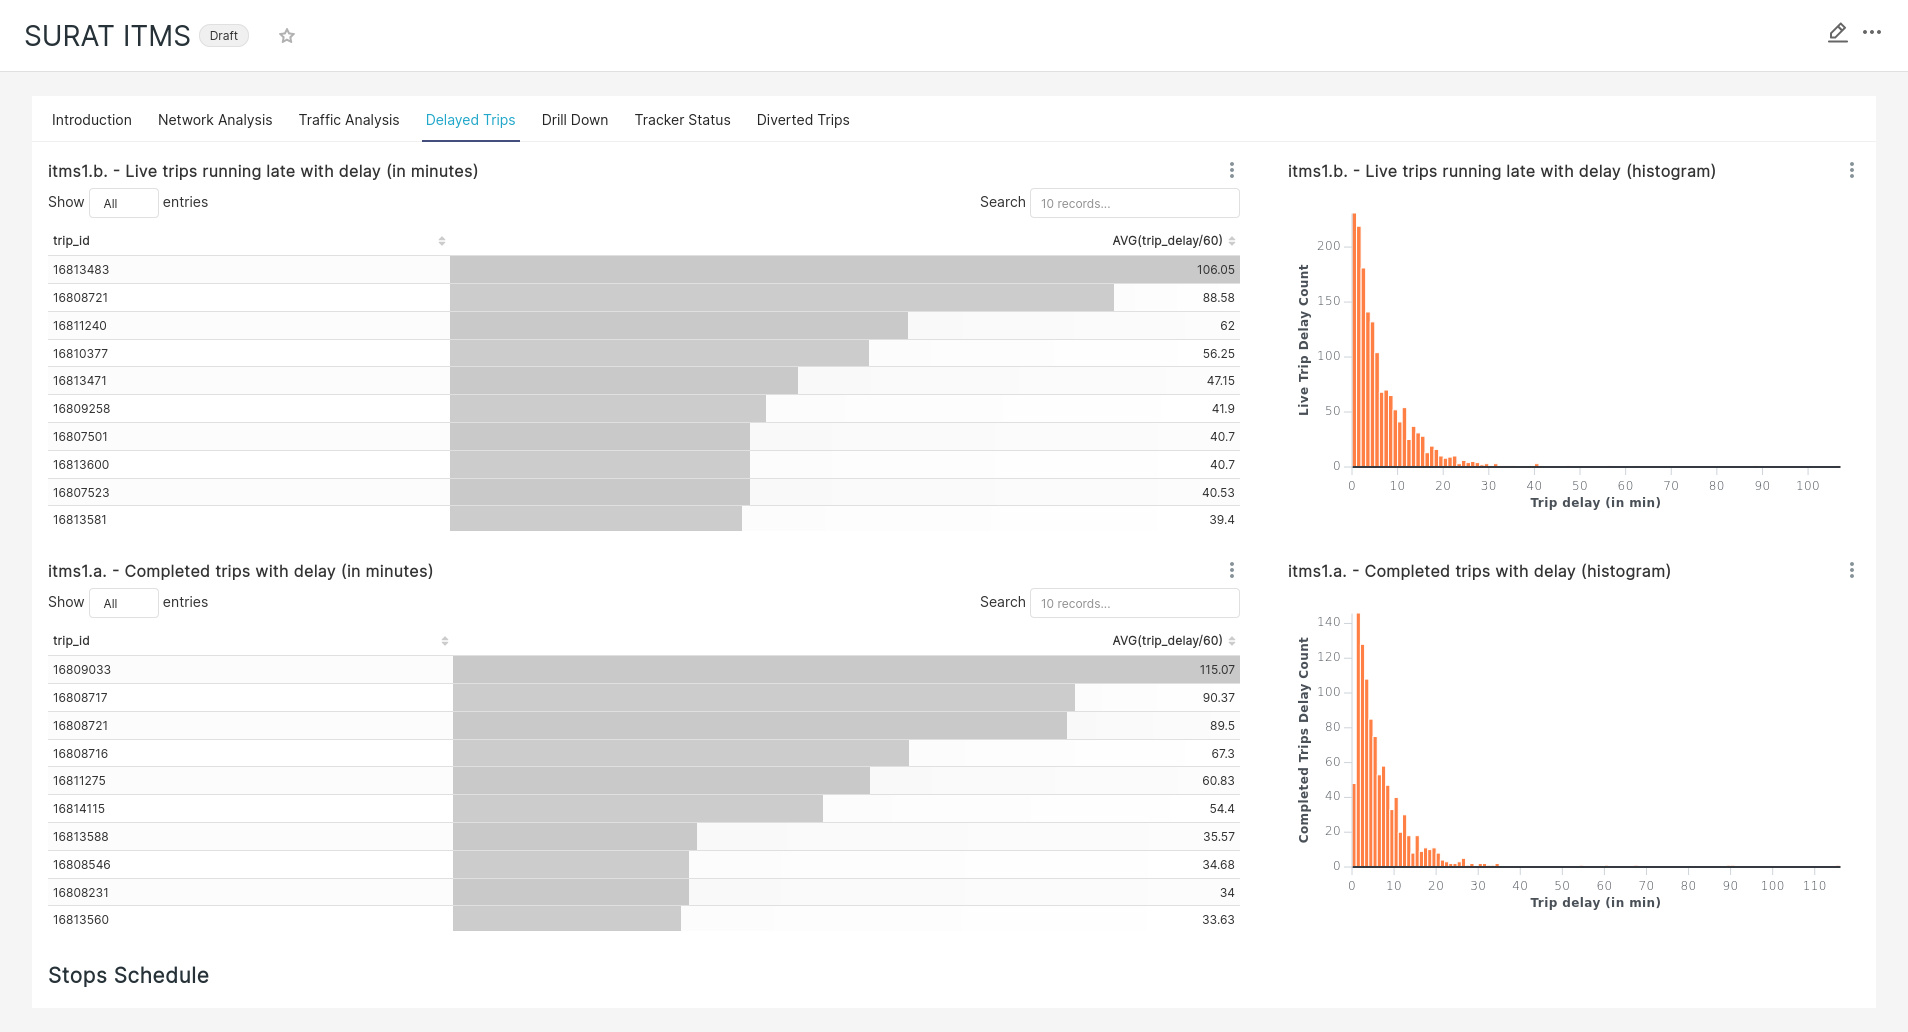 SURAT ITMS Draft
Introduction Network Analysis Traffic Analysis Delayed Trips Drill Down Tracker Status Diverted Trips
itms1.b. - Live trips running late with delay (in minutes)
Show All entries Search 10 records...
trip_id AVG(trip_delay/60)
16813483 106.05
16808721 88.58
16811240 62
16810377 56.25
16813471 47.15
16809258 41.9
16807501 40.7
16813600 40.7
16807523 40.53
16813581 39.4
itms1.b. - Live trips running late with delay (histogram)
Live Trip Delay Count
200
150
100
50
0
0 10 20 30 40 50 60 70 80 90 100
Trip delay (in min)
itms1.a. - Completed trips with delay (in minutes)
Show All entries Search 10 records...
trip_id AVG(trip_delay/60)
16809033 115.07
16808717 90.37
16808721 89.5
16808716 67.3
16811275 60.83
16814115 54.4
16813588 35.57
16808546 34.68
16808231 34
16813560 33.63
itms1.a. - Completed trips with delay (histogram)
Completed Trips Delay Count
140
120
100
80
60
40
20
0
0 10 20 30 40 50 60 70 80 90 100 110
Trip delay (in min)
Stops Schedule